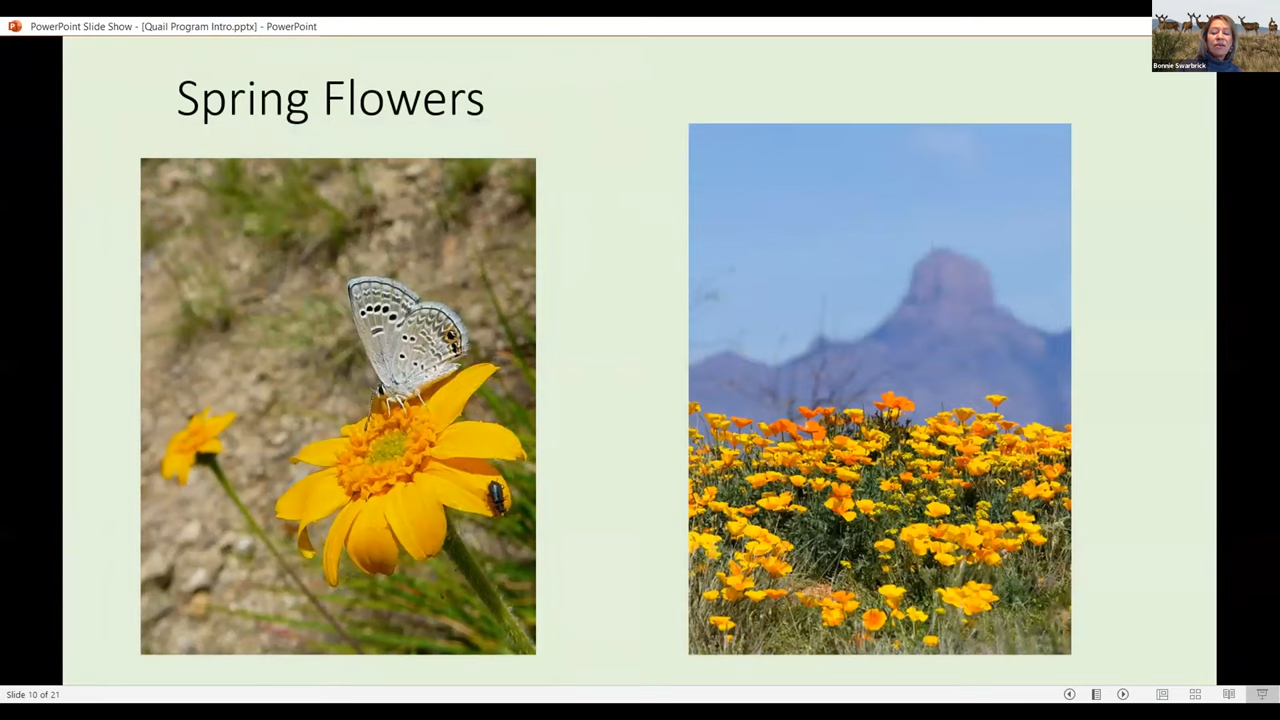 PowerPoint Slide Show - [Quail Program Intro.pptx] - PowerPoint
Bonnie Swarbrick
Spring Flowers
Slide 10 of 21